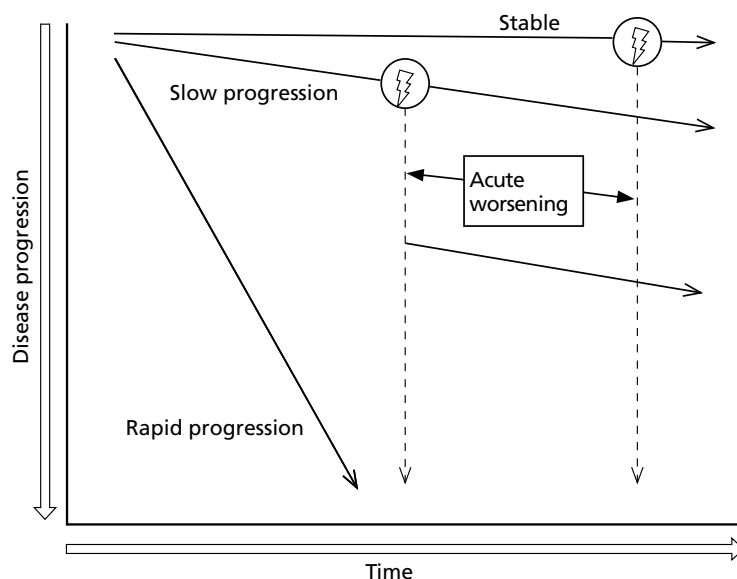 Stable
Slow progression
Acute
worsening
Disease progression
Rapid progression
Time